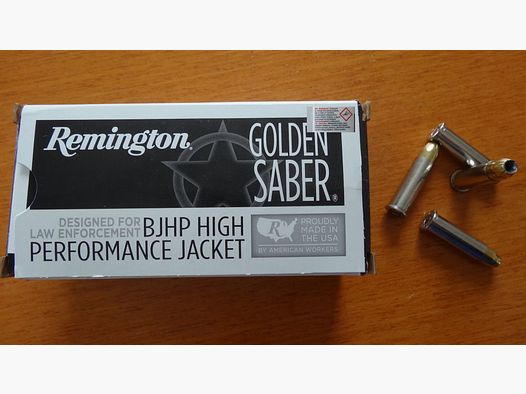 Remington®
GOLDEN
SABER®
DESIGNED FOR
LAW ENFORCEMENT
BJHP HIGH
PERFORMANCE JACKET
R
PROUDLY
MADE IN
THE USA
BY AMERICAN WORKERS